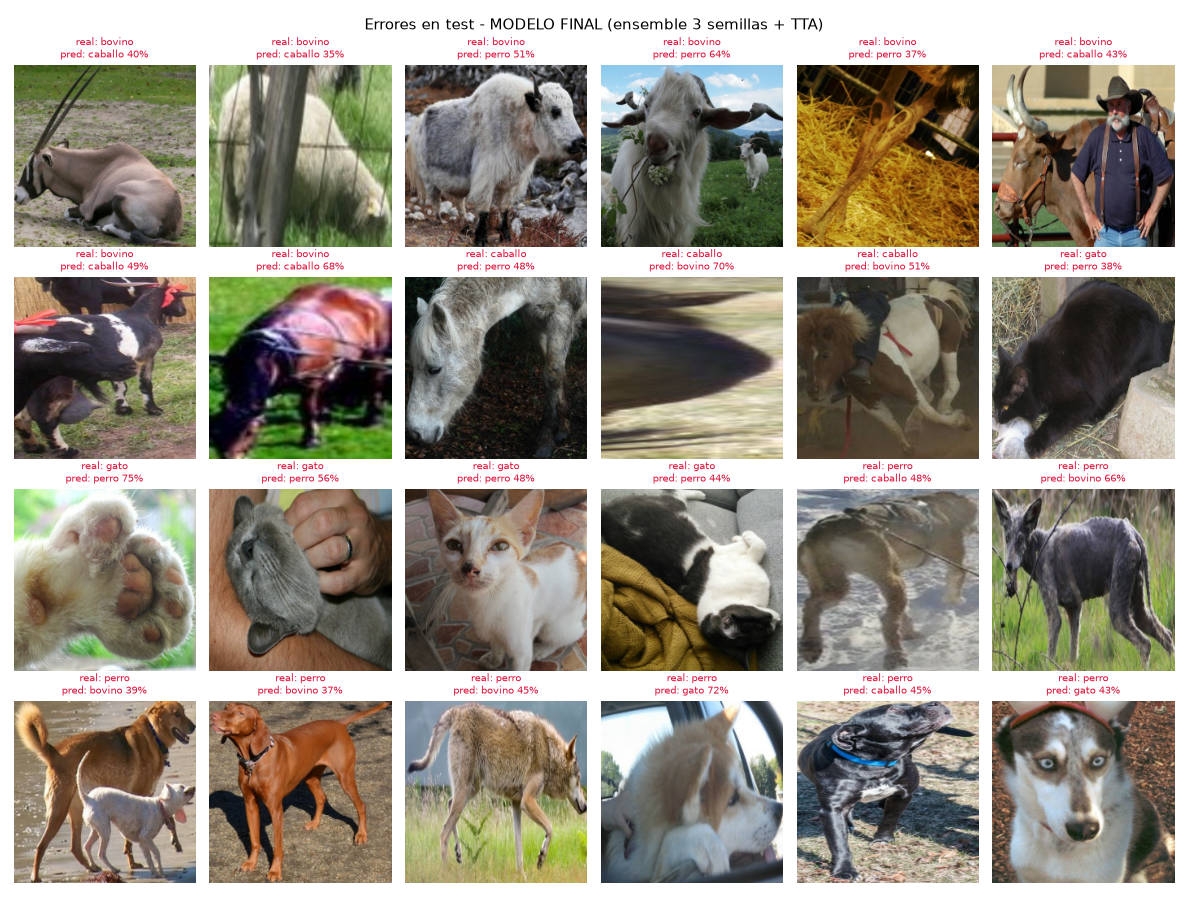 Errores en test - MODELO FINAL (ensemble 3 semillas + TTA)
real: bovino
pred: caballo 40%
real: bovino
pred: caballo 35%
real: bovino
pred: perro 51%
real: bovino
pred: perro 64%
real: bovino
pred: perro 37%
real: bovino
pred: caballo 43%
real: bovino
pred: caballo 49%
real: bovino
pred: caballo 68%
real: caballo
pred: perro 48%
real: caballo
pred: bovino 70%
real: caballo
pred: bovino 51%
real: gato
pred: perro 38%
real: gato
pred: perro 75%
real: gato
pred: perro 56%
real: gato
pred: perro 48%
real: gato
pred: perro 44%
real: perro
pred: caballo 48%
real: perro
pred: bovino 66%
real: perro
pred: bovino 39%
real: perro
pred: bovino 37%
real: perro
pred: bovino 45%
real: perro
pred: gato 72%
real: perro
pred: caballo 45%
real: perro
pred: gato 43%